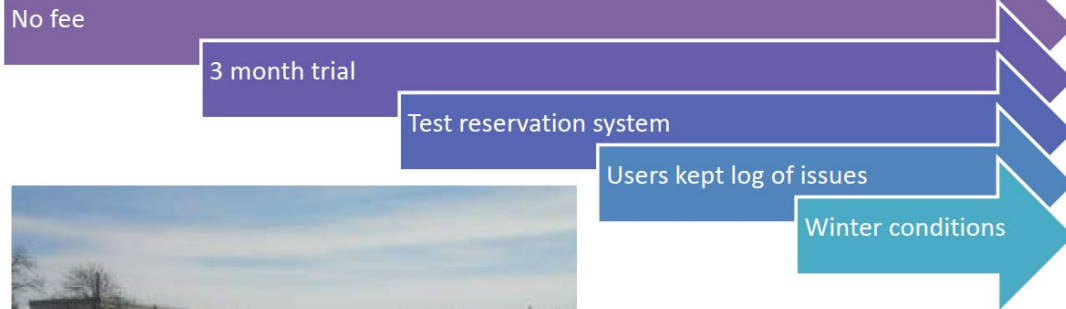 No fee
3 month trial
Test reservation system
Users kept log of issues
Winter conditions